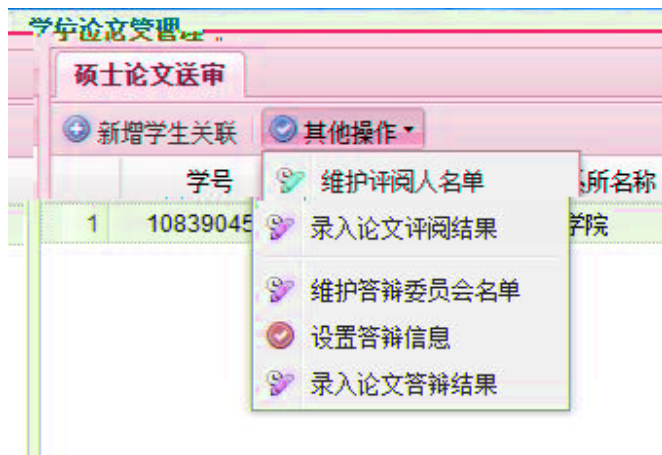 学位论文管理
硕士论文送审
新增学生关联 其他操作
学号 所名称
1 10839045 学院
维护评阅人名单
录入论文评阅结果
维护答辩委员会名单
设置答辩信息
录入论文答辩结果